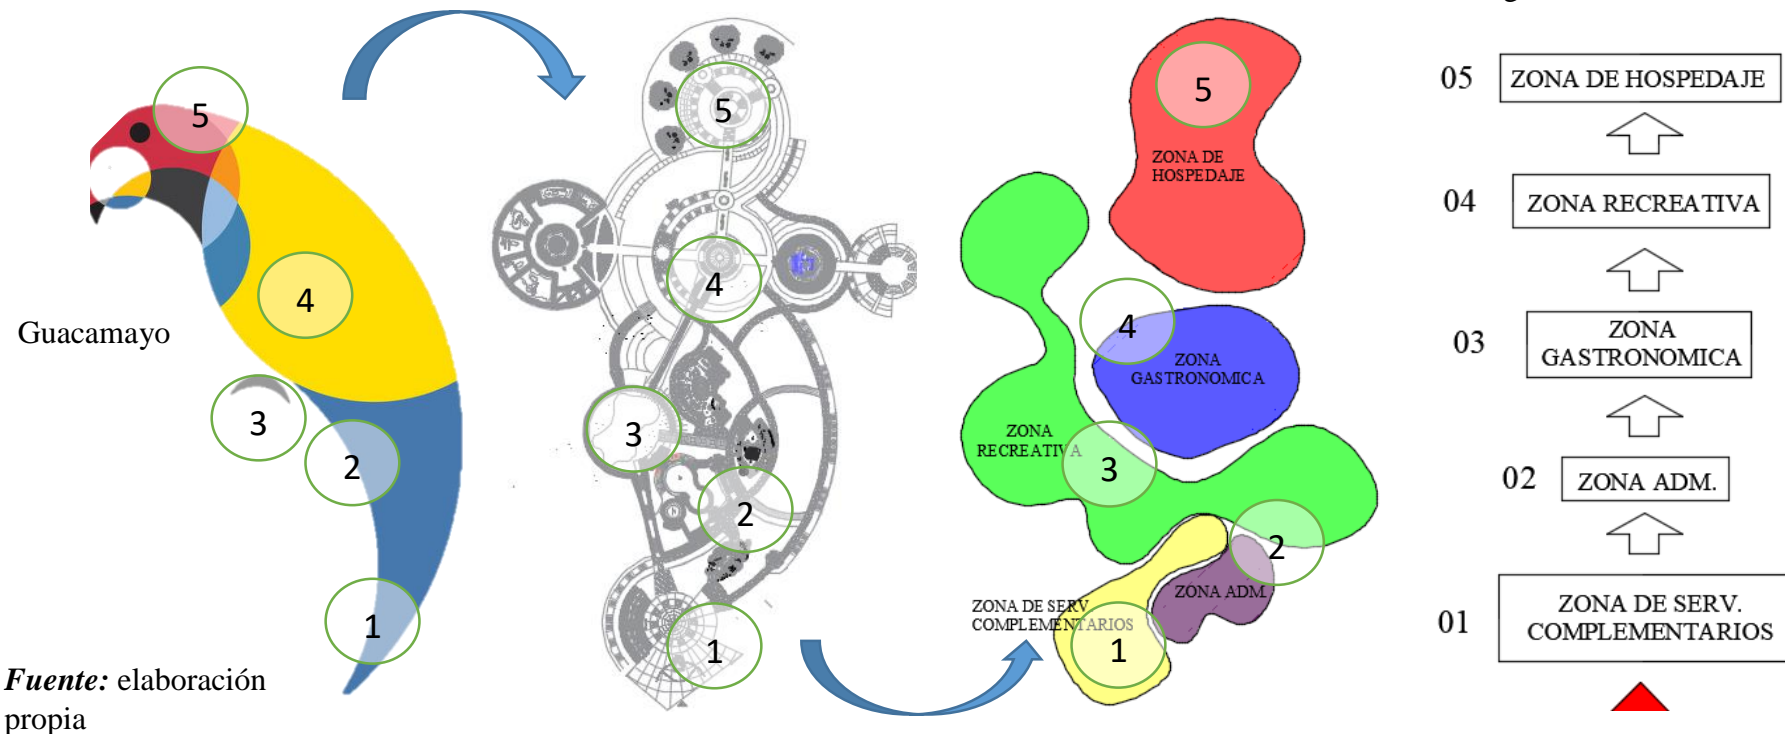 5
4
Guacamayo
3
2
1
Fuente: elaboración
propia
5
4
3
2
1
5
ZONA DE
HOSPEDAJE
4
ZONA
GASTRONOMICA
ZONA
RECREATIVA
3
2
ZONA ADM.
ZONA DE SERV.
COMPLEMENTARIOS
1
05 ZONA DE HOSPEDAJE
04 ZONA RECREATIVA
03 ZONA
GASTRONOMICA
02 ZONA ADM.
01 ZONA DE SERV.
COMPLEMENTARIOS